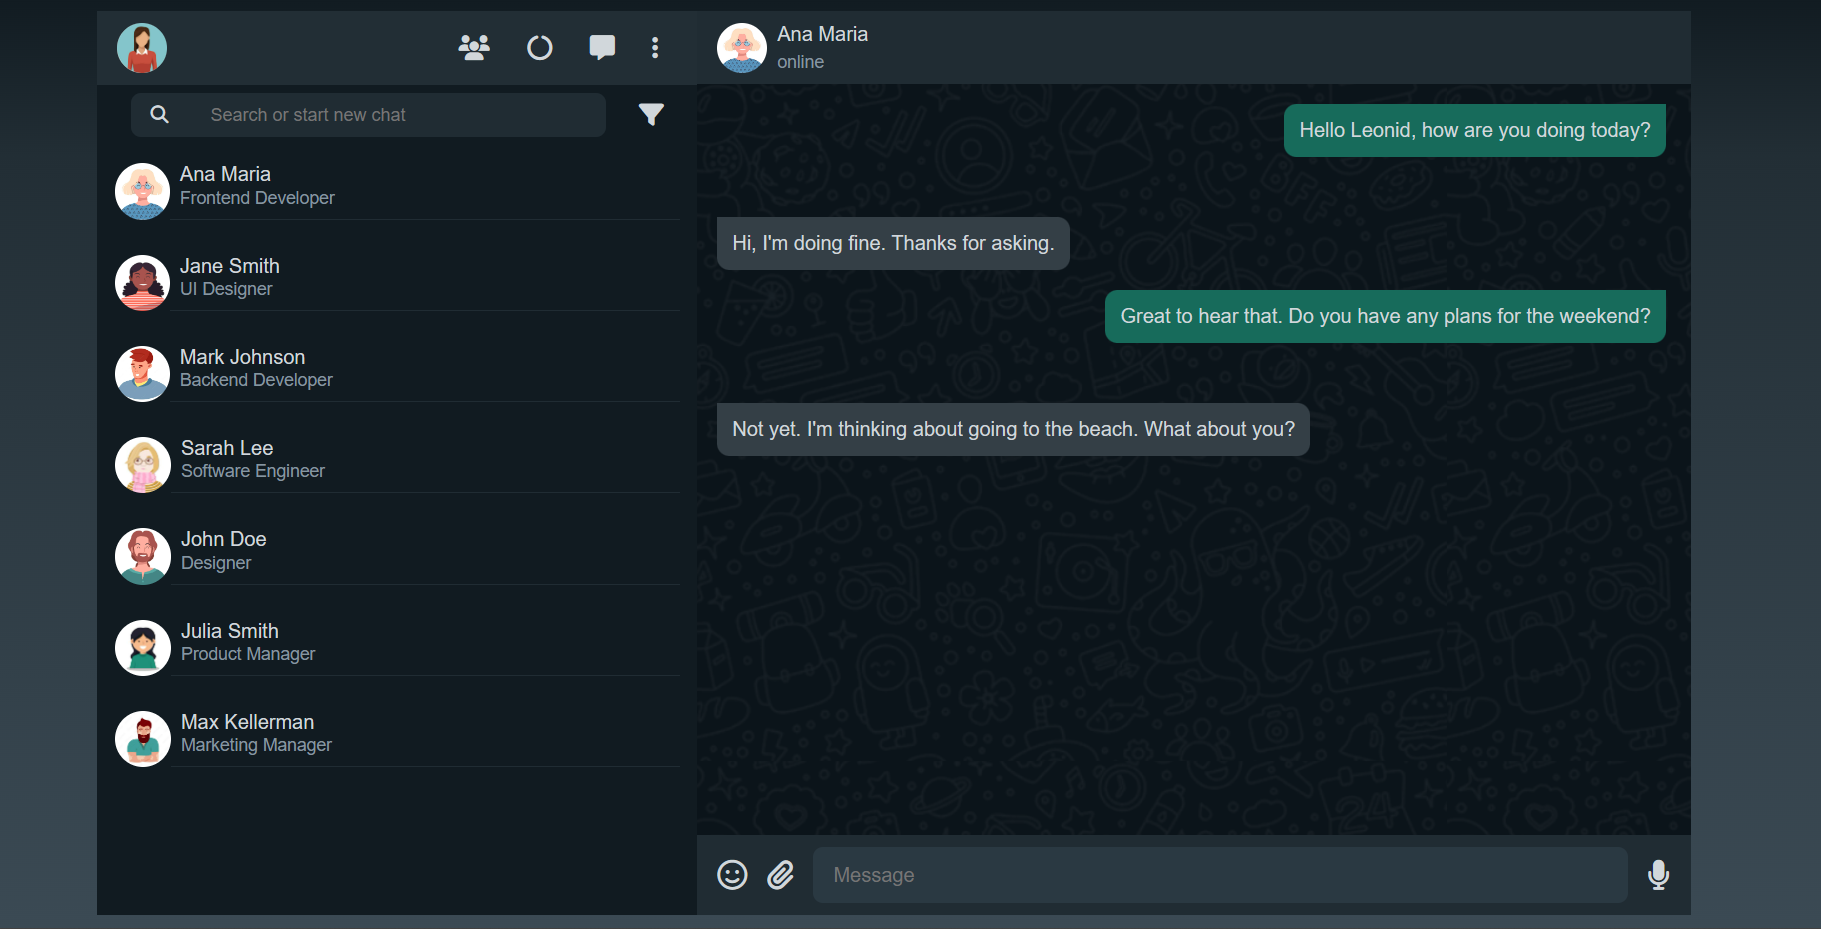 Search or start new chat
Ana Maria
Frontend Developer
Jane Smith
UI Designer
Mark Johnson
Backend Developer
Sarah Lee
Software Engineer
John Doe
Designer
Julia Smith
Product Manager
Max Kellerman
Marketing Manager
Ana Maria
online
Hello Leonid, how are you doing today?
Hi, I'm doing fine. Thanks for asking.
Great to hear that. Do you have any plans for the weekend?
Not yet. I'm thinking about going to the beach. What about you?
24
Message